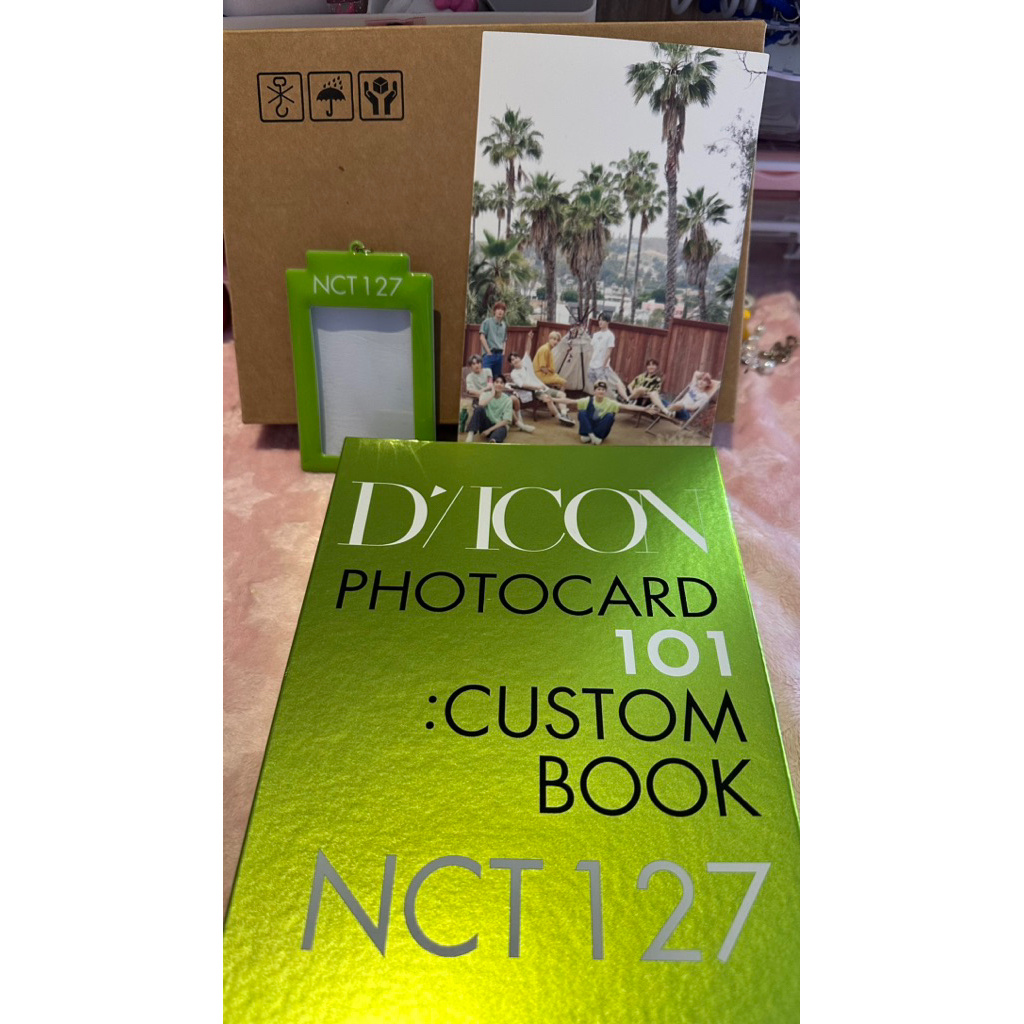 NCT 127
D'/ICON
PHOTOCARD
101
:CUSTOM
BOOK
NCT 127